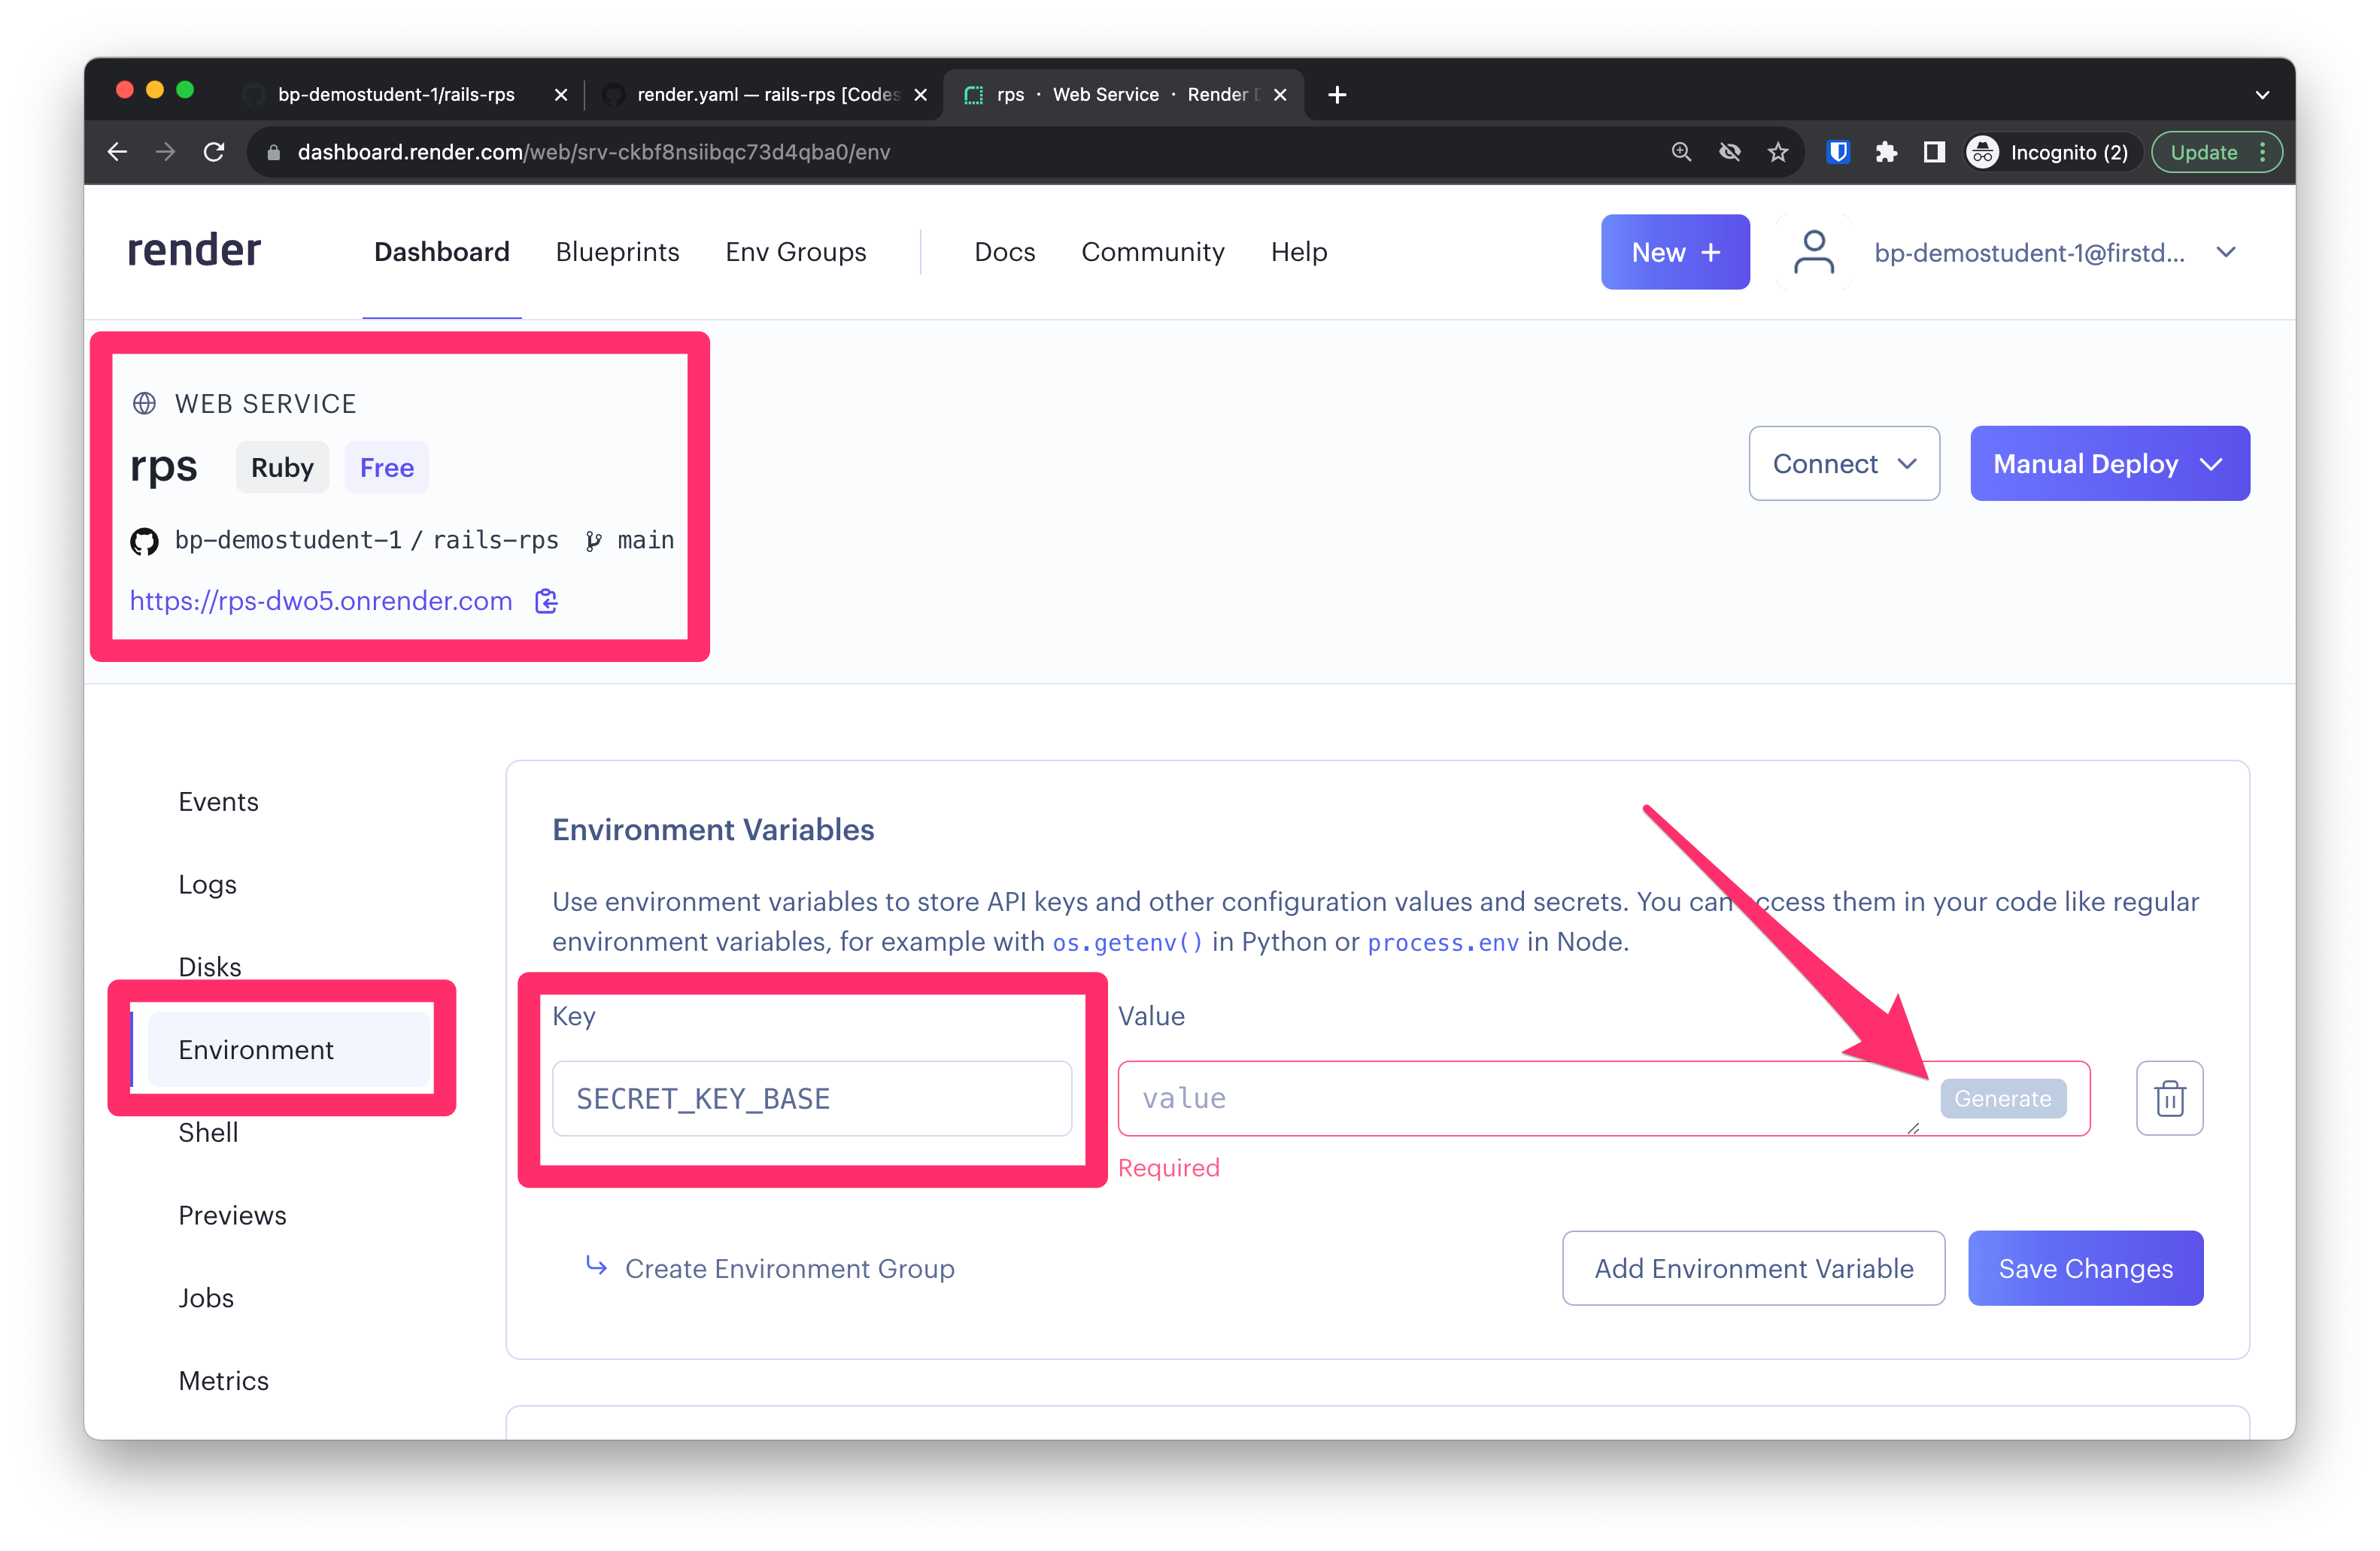 bp-demostudent-1/rails-rps
render.yaml — rails-rps [Codes
rps · Web Service · Render
dashboard.render.com/web/srv-ckbf8nsiibqc73d4qba0/env
Incognito (2)
Update
render
Dashboard
Blueprints
Env Groups
Docs
Community
Help
New +
bp-demostudent-1@firstd...
WEB SERVICE
rps Ruby Free
bp-demostudent-1 / rails-rps main
https://rps-dwo5.onrender.com
Connect
Manual Deploy
Events
Logs
Disks
Environment
Shell
Previews
Jobs
Metrics
Environment Variables
Use environment variables to store API keys and other configuration values and secrets. You can access them in your code like regular
environment variables, for example with os.getenv() in Python or process.env in Node.
Key
Value
SECRET_KEY_BASE
value
Generate
Required
Create Environment Group
Add Environment Variable
Save Changes